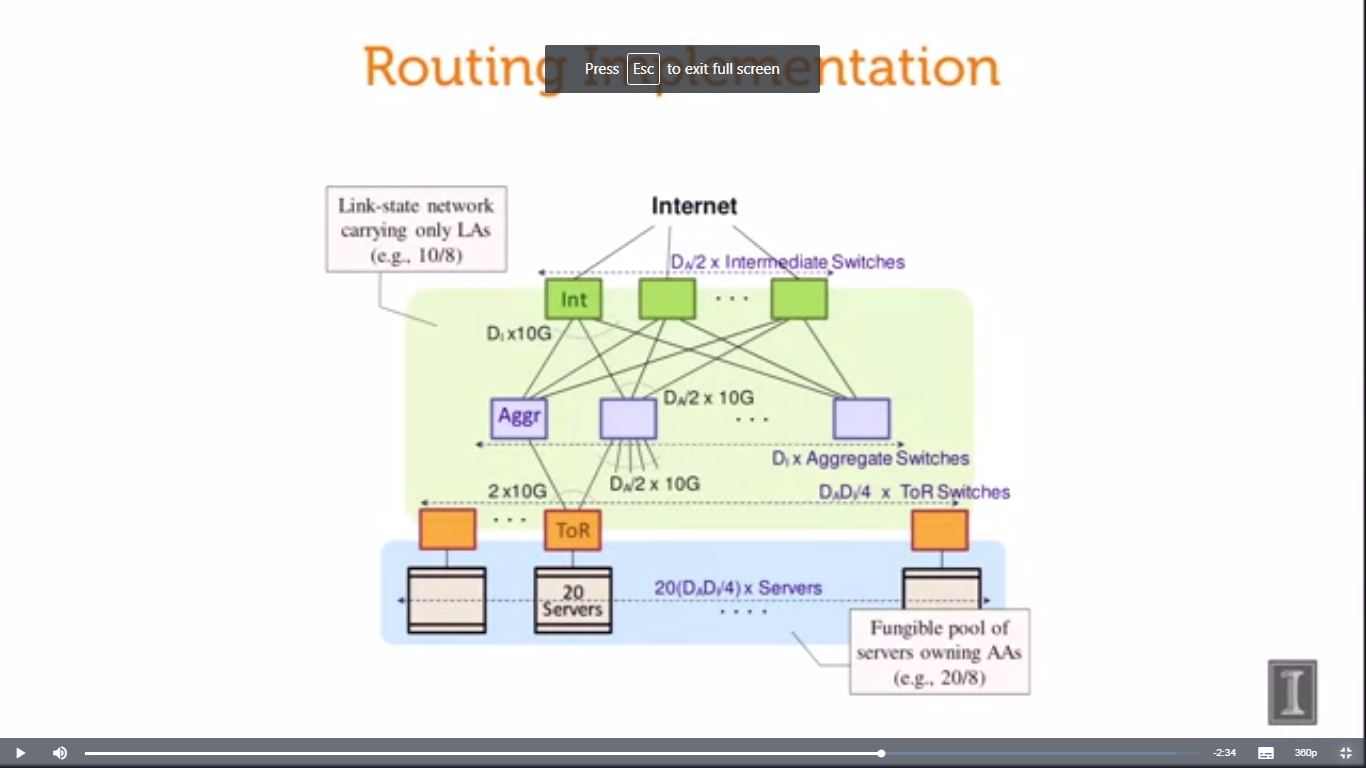 Routing Implementation
Press Esc to exit full screen
Link-state network
carrying only LAs
(e.g., 10/8)
Internet
DA/2 x Intermediate Switches
Int
. . .
DI x10G
Aggr
DA/2 x 10G
. . .
DI x Aggregate Switches
DA/2 x 10G
2 x10G
DADI/4 x ToR Switches
. . .
ToR
20
Servers
20(DADI/4) x Servers
. . . .
Fungible pool of
servers owning AAs
(e.g., 20/8)
I
-2:34
360p